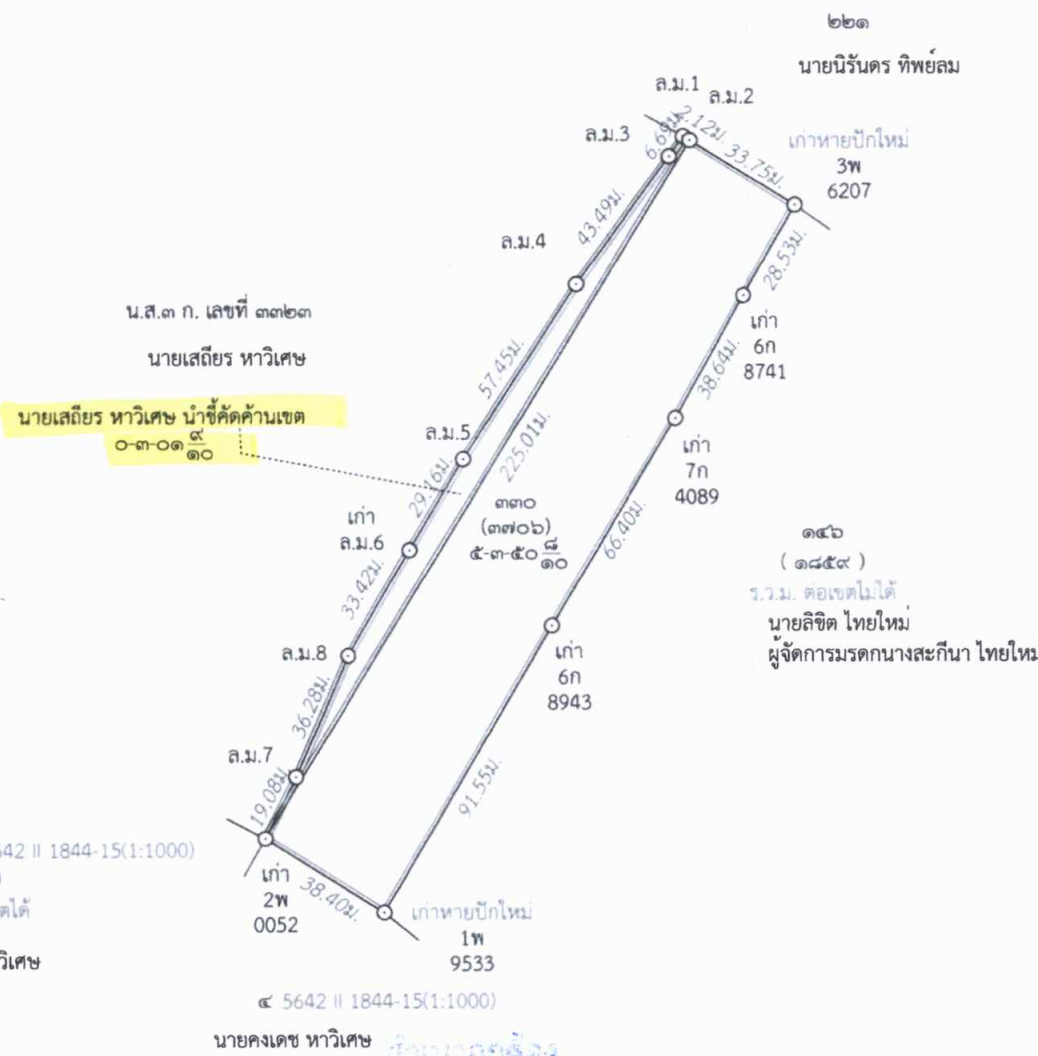 ๒๒๑
นายนิรันดร ทิพย์ลม
ล.ม.1
ล.ม.2
2.12ม.
6.69ม.
ล.ม.3
33.75ม.
เก่าหายปักใหม่
3พ
6207
43.49ม.
28.53ม.
ล.ม.4
น.ส.๓ ก. เลขที่ ๓๓๒๓
นายเสถียร หาวิเศษ
นายเสถียร หาวิเศษ นำชี้คัดค้านเขต
๐-๓-๐๑ ๙/๑๐
เก่า
6ก
8741
57.45ม.
38.64ม.
ล.ม.5
225.01ม.
เก่า
7ก
4089
29.16ม.
เก่า
ล.ม.6
๓๓๐
(๓๗๐๖)
๕-๓-๕๐ ๘/๑๐
66.40ม.
๑๔๖
( ๑๘๕๙ )
ร.ว.ม. ต่อเขตไม่ได้
นายลิขิต ไทยใหม่
ผู้จัดการมรดกนางสะกีนา ไทยใหม
33.42ม.
ล.ม.8
เก่า
6ก
8943
36.28ม.
ล.ม.7
19.08ม.
91.55ม.
642 II 1844-15(1:1000)
ตได้
วิเศษ
เก่า
2พ
0052
38.40ม.
เก่าหายปักใหม่
1พ
9533
๔ 5642 II 1844-15(1:1000)
นายคงเดช หาวิเศษ